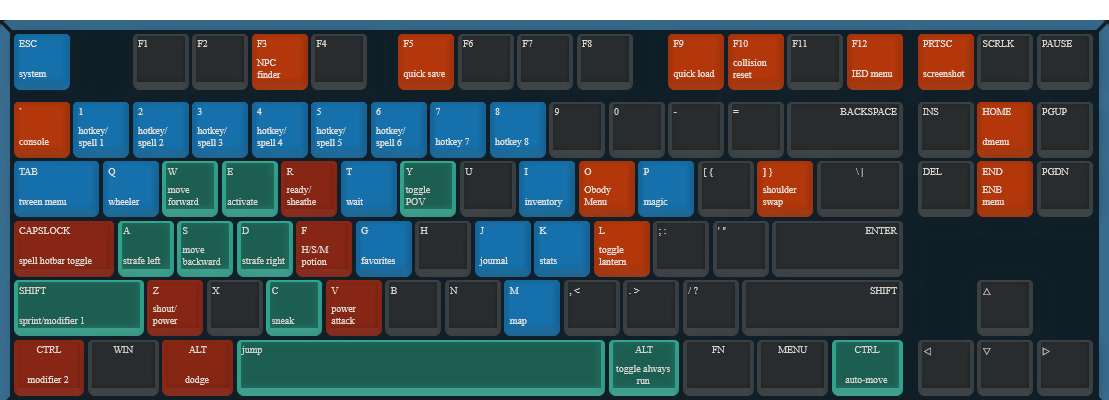 ESC
system
F1
F2
F3
NPC
finder
F4
F5
quick save
F6
F7
F8
F9
quick load
F10
collision
reset
F11
F12
IED menu
PRTSC
screenshot
SCRLK
PAUSE
`
console
1
hotkey/
spell 1
2
hotkey/
spell 2
3
hotkey/
spell 3
4
hotkey/
spell 4
5
hotkey/
spell 5
6
hotkey/
spell 6
7
hotkey 7
8
hotkey 8
9
0
-
=
BACKSPACE
INS
HOME
dmenu
PGUP
TAB
tween menu
Q
wheeler
W
move
forward
E
activate
R
ready/
sheathe
T
wait
Y
toggle
POV
U
I
inventory
O
Obody
Menu
P
magic
[ {
] }
shoulder
swap
\ |
DEL
END
ENB
menu
PGDN
CAPSLOCK
spell hotbar toggle
A
strafe left
S
move
backward
D
strafe right
F
H/S/M
potion
G
favorites
H
J
journal
K
stats
L
toggle
lantern
; :
' "
ENTER
SHIFT
sprint/modifier 1
Z
shout/
power
X
C
sneak
V
power
attack
B
N
M
map
, <
. >
/ ?
SHIFT
△
CTRL
modifier 2
WIN
ALT
dodge
jump
ALT
toggle always
run
FN
MENU
CTRL
auto-move
◁
▽
▷